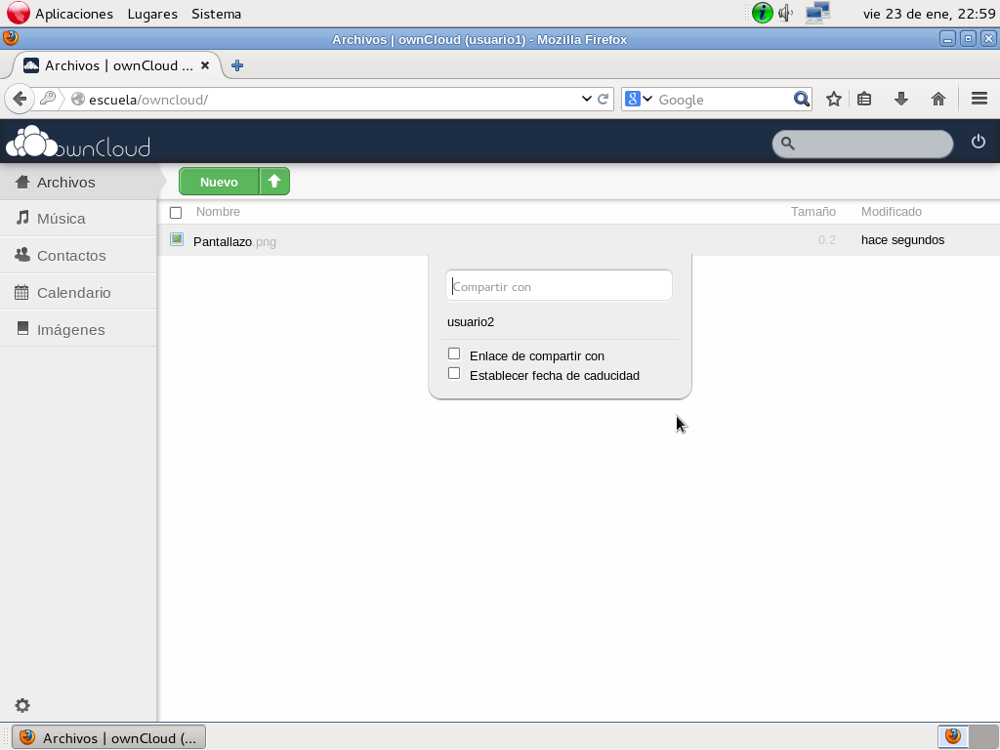 Aplicaciones Lugares Sistema vie 23 de ene, 22:59
Archivos | ownCloud (usuario1) - Mozilla Firefox
Archivos | ownCloud ...
escuela/owncloud/ Google
ownCloud
Archivos Nuevo
Música Nombre Tamaño Modificado
Contactos Pantallazo.png 0.2 hace segundos
Calendario Compartir con
Imágenes usuario2
Enlace de compartir con
Establecer fecha de caducidad
Archivos | ownCloud (...